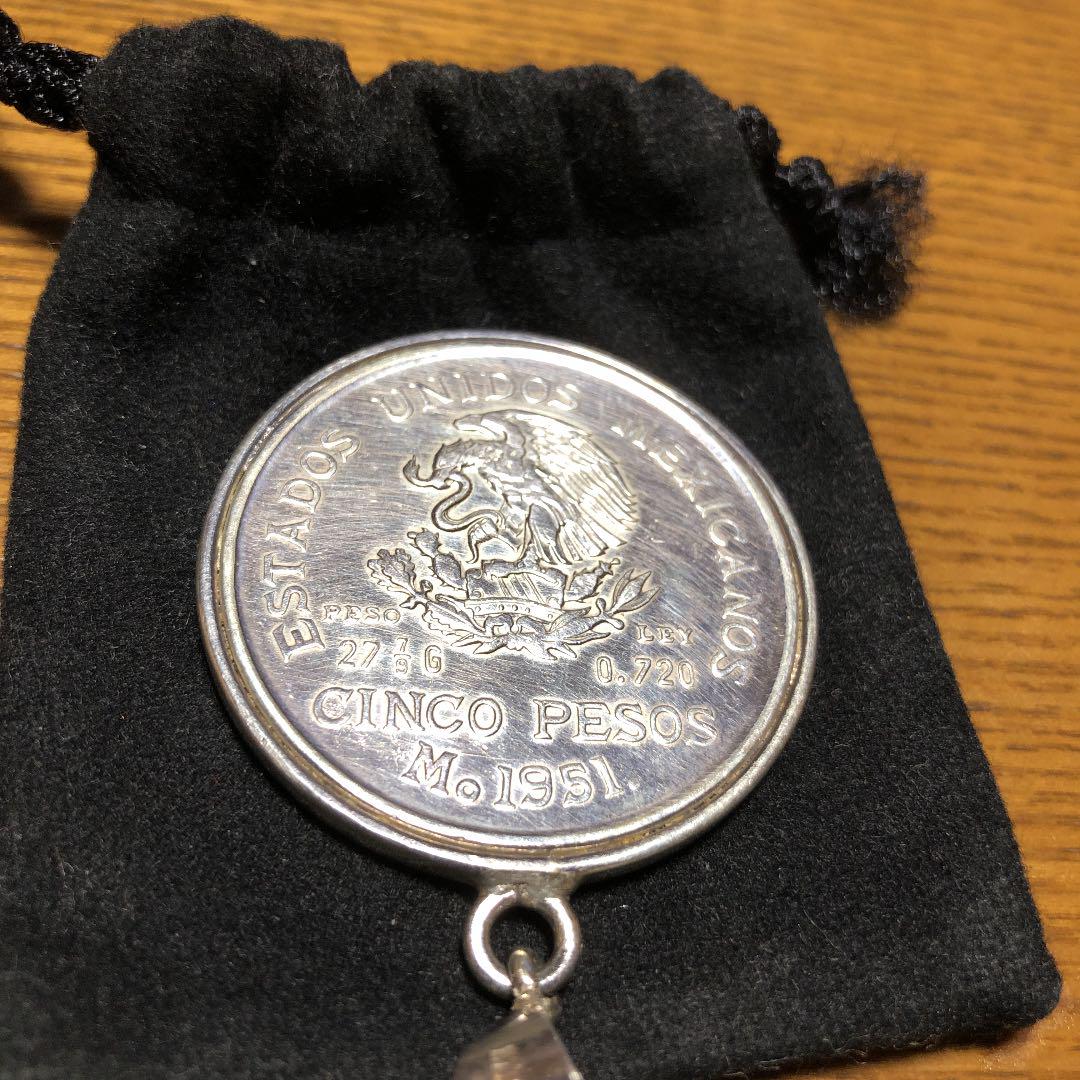 ESTADOS UNIDOS MEXICANOS
PESO
27 7/9 G
LEY
0.720
CINCO PESOS
Mo 1951.